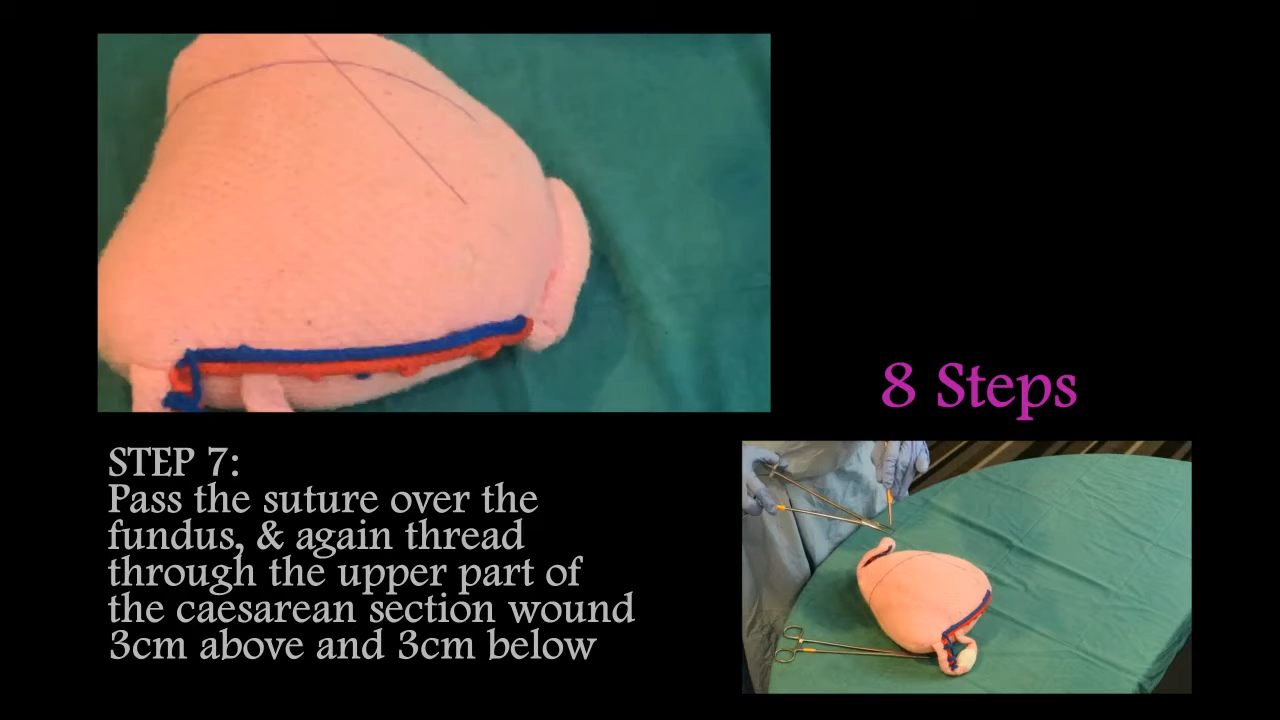 8 Steps
STEP 7:
Pass the suture over the
fundus, & again thread
through the upper part of
the caesarean section wound
3cm above and 3cm below